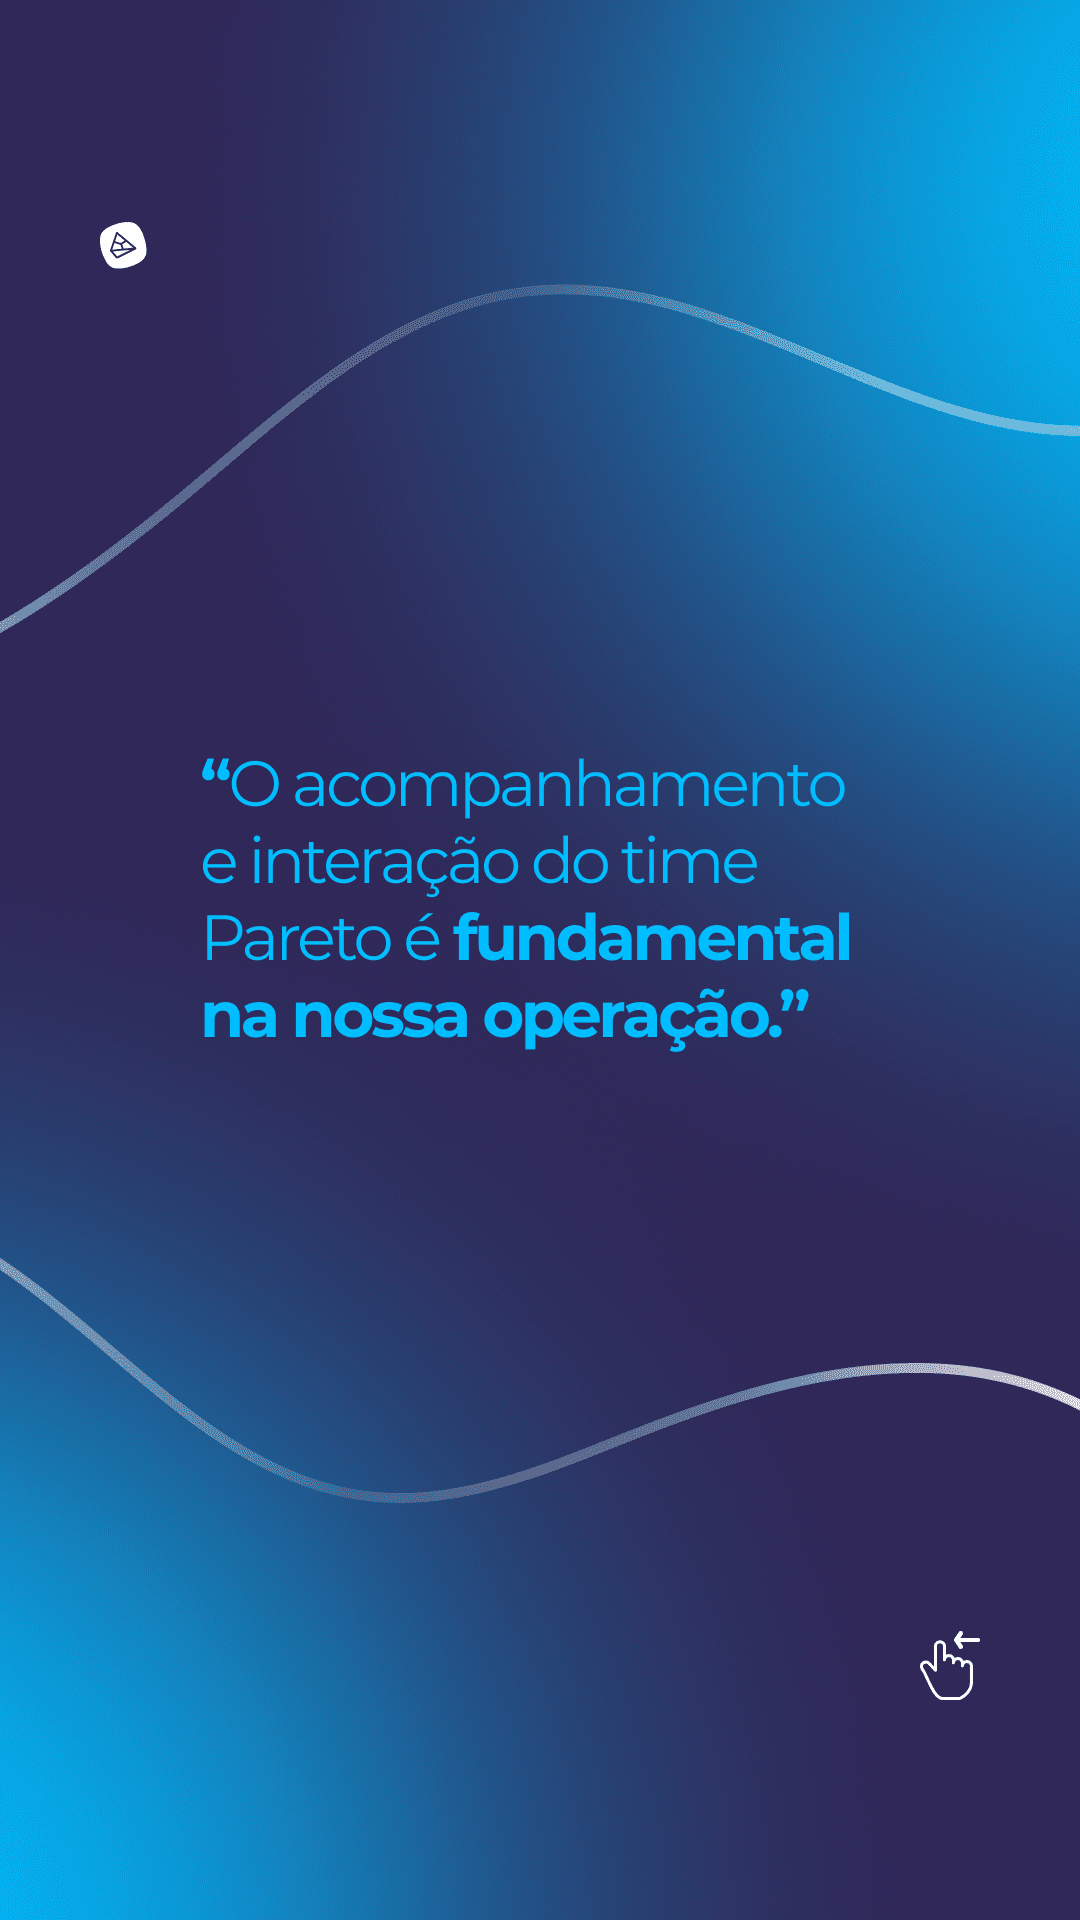 “O acompanhamento
e interação do time
Pareto é fundamental
na nossa operação.”